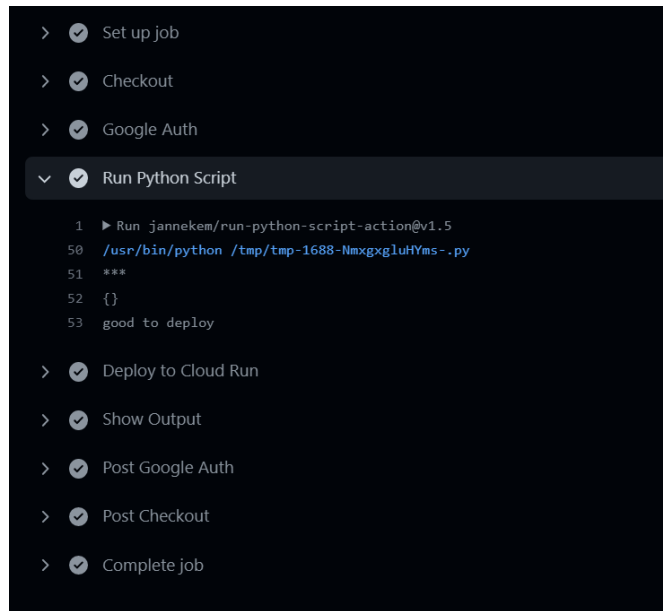 Set up job
Checkout
Google Auth
Run Python Script
1 ▶ Run jannekem/run-python-script-action@v1.5
50 /usr/bin/python /tmp/tmp-1688-NmxgxgluHYms-.py
51 ***
52 {}
53 good to deploy
Deploy to Cloud Run
Show Output
Post Google Auth
Post Checkout
Complete job